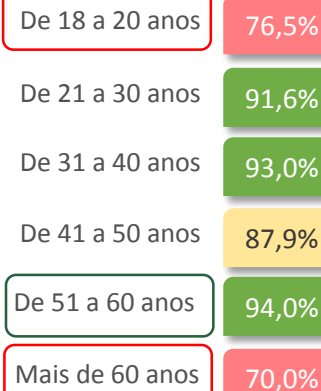 De 18 a 20 anos 76,5%
De 21 a 30 anos 91,6%
De 31 a 40 anos 93,0%
De 41 a 50 anos 87,9%
De 51 a 60 anos 94,0%
Mais de 60 anos 70,0%